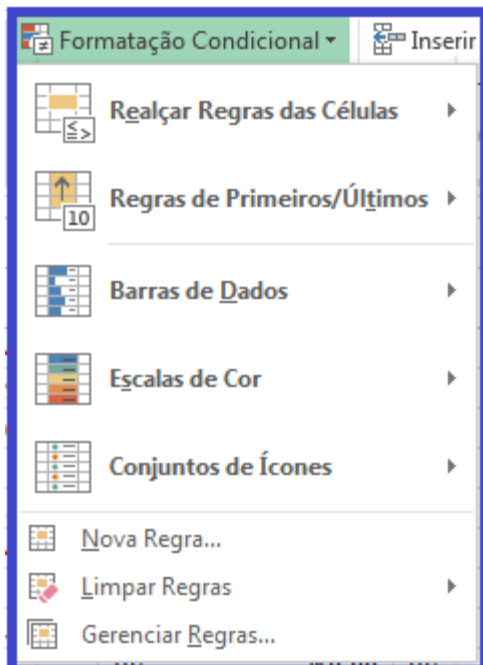 Formatação Condicional Inserir
Realçar Regras das Células
Regras de Primeiros/Últimos
10
Barras de Dados
Escalas de Cor
Conjuntos de Ícones
Nova Regra...
Limpar Regras
Gerenciar Regras...